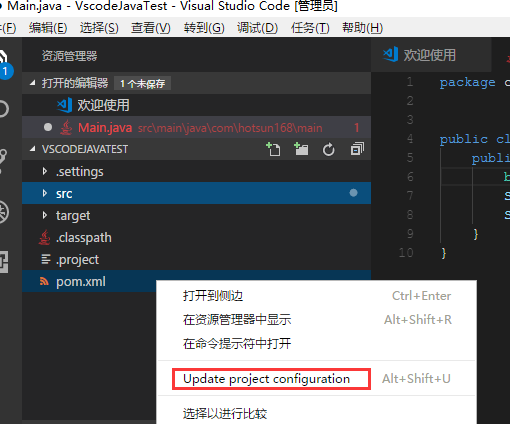 Main.java - VscodeJavaTest - Visual Studio Code [管理员]
编辑(E) 选择(S) 查看(V) 转到(G) 调试(D) 任务(T) 帮助(H)
资源管理器
打开的编辑器 1 个未保存
欢迎使用
Main.java src\main\java\com\hotsun168\main 1
VSCODEJAVATEST
.settings
src
target
.classpath
.project
pom.xml
打开到侧边 Ctrl+Enter
在资源管理器中显示 Alt+Shift+R
在命令提示符中打开
Update project configuration Alt+Shift+U
选择以进行比较
欢迎使用
1 package
2
3
4 public
5 public
6
7
8
9 }
10 }
1